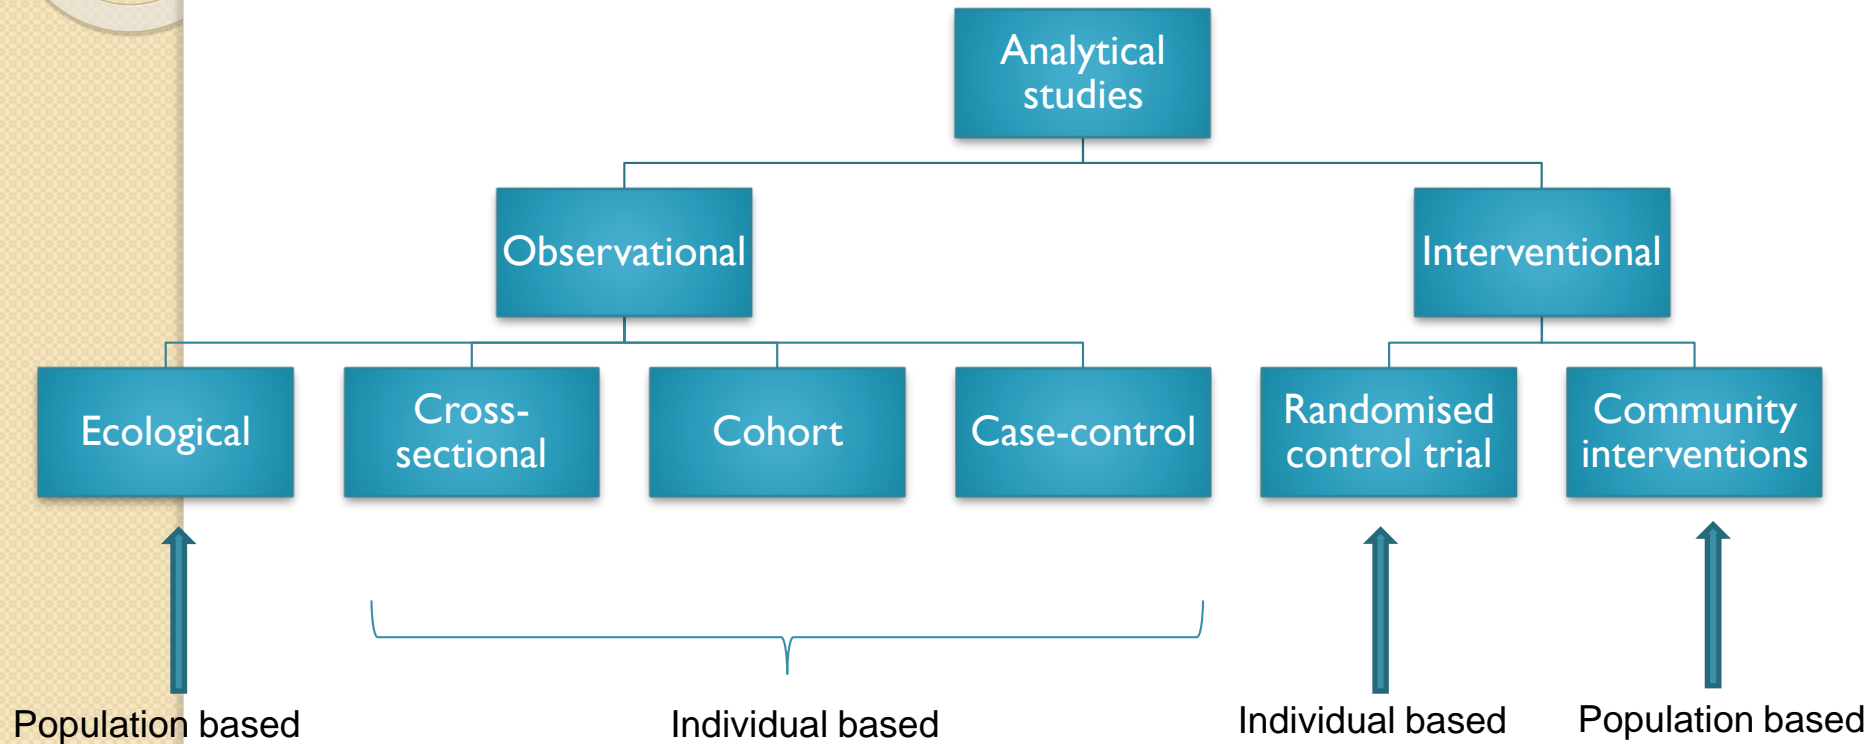 Analytical
studies
Observational
Interventional
Ecological
Cross-
sectional
Cohort
Case-control
Randomised
control trial
Community
interventions
Population based
Individual based
Individual based
Population based